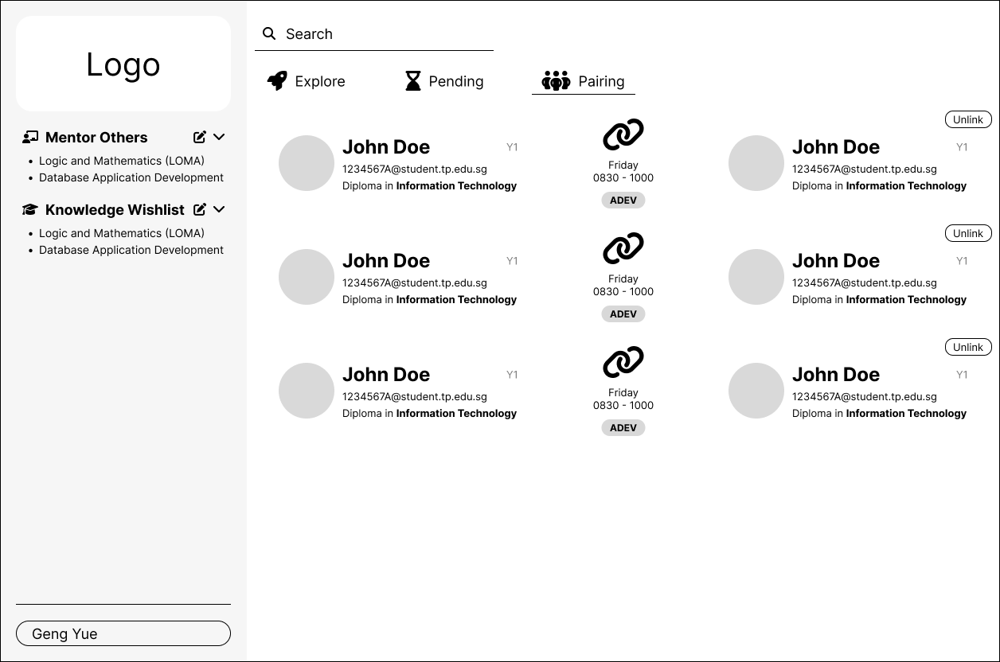 Logo
Mentor Others
• Logic and Mathematics (LOMA)
• Database Application Development
Knowledge Wishlist
• Logic and Mathematics (LOMA)
• Database Application Development
Geng Yue
Search
Explore
Pending
Pairing
John Doe
Y1
1234567A@student.tp.edu.sg
Diploma in Information Technology
Friday
0830 - 1000
ADEV
Unlink
John Doe
Y1
1234567A@student.tp.edu.sg
Diploma in Information Technology
John Doe
Y1
1234567A@student.tp.edu.sg
Diploma in Information Technology
Friday
0830 - 1000
ADEV
Unlink
John Doe
Y1
1234567A@student.tp.edu.sg
Diploma in Information Technology
John Doe
Y1
1234567A@student.tp.edu.sg
Diploma in Information Technology
Friday
0830 - 1000
ADEV
Unlink
John Doe
Y1
1234567A@student.tp.edu.sg
Diploma in Information Technology